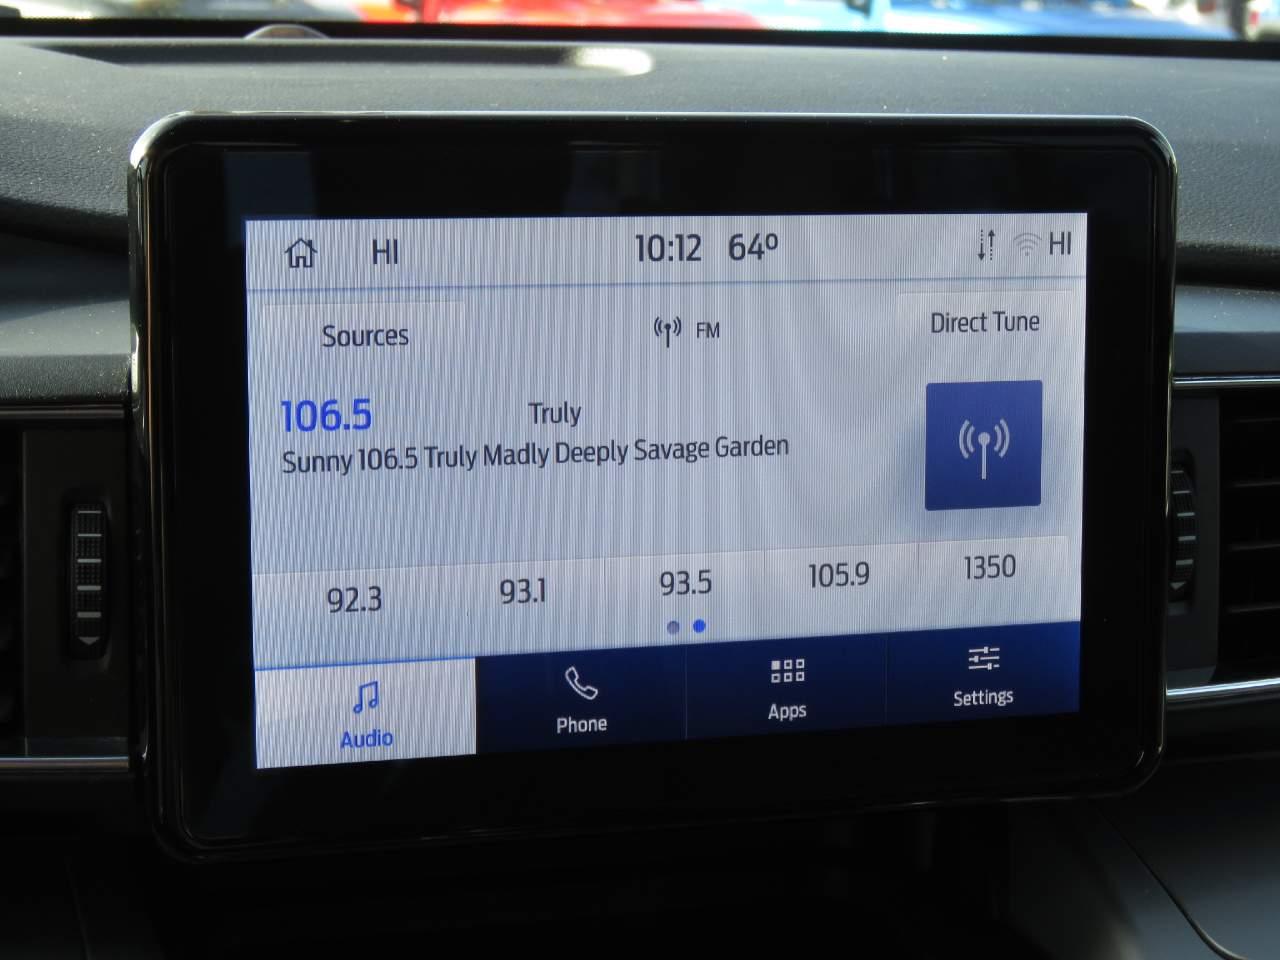 HI 10:12 64º HI
Sources FM Direct Tune
106.5 Truly
Sunny 106.5 Truly Madly Deeply Savage Garden
92.3 93.1 93.5 105.9 1350
Audio Phone Apps Settings